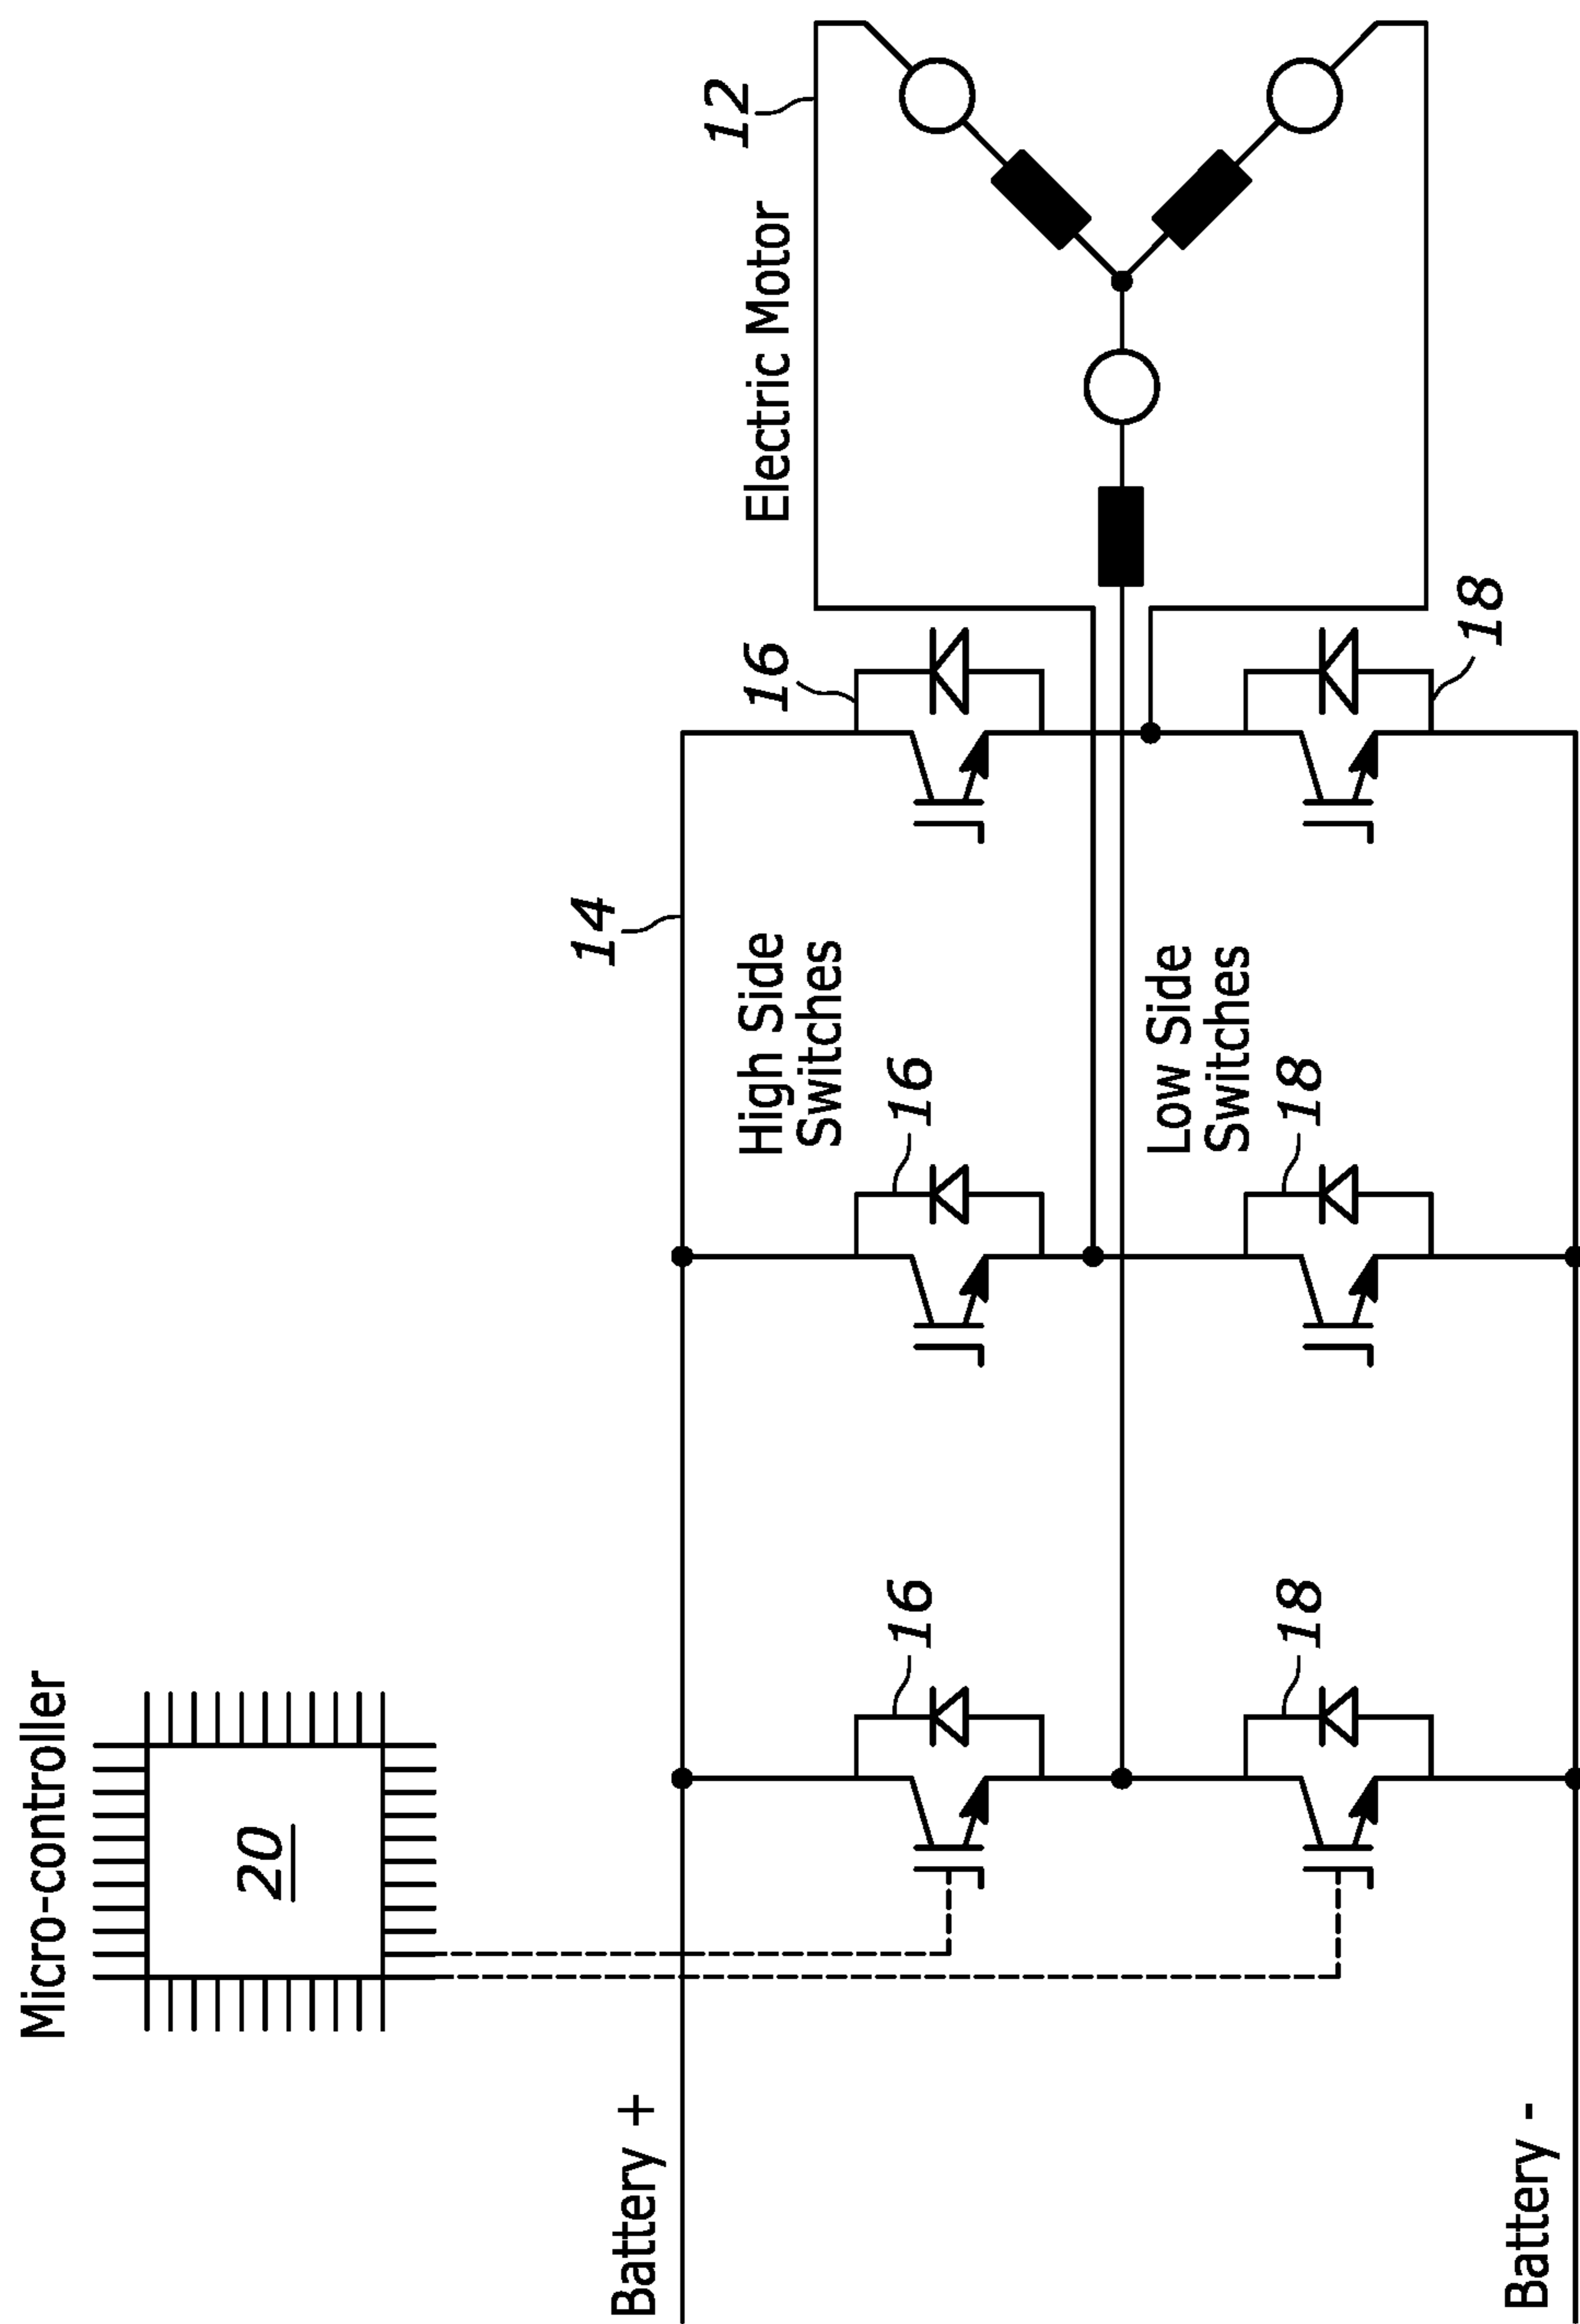 Micro-controller
20
Battery +
14
12
Electric Motor
High Side
Switches
16
16
16
Low Side
Switches
18
18
18
Battery -